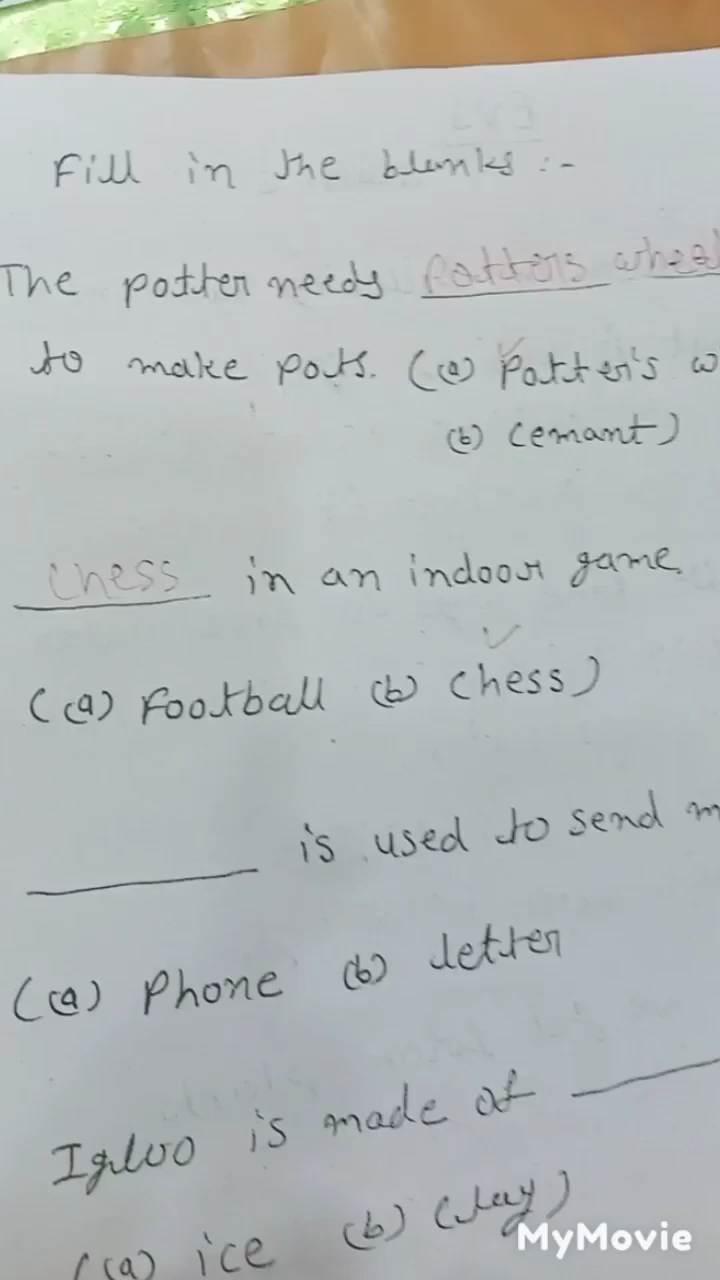 Fill in the blanks :-
The potter needs Potters wheel
to make pots. ((a) Potter's w
(b) Cemant)
Chess in an indoor game.
((a) Football (b) Chess)
is used to send m
((a) Phone (b) letter
Igloo is made of
((a) ice (b) Clay)
MyMovie